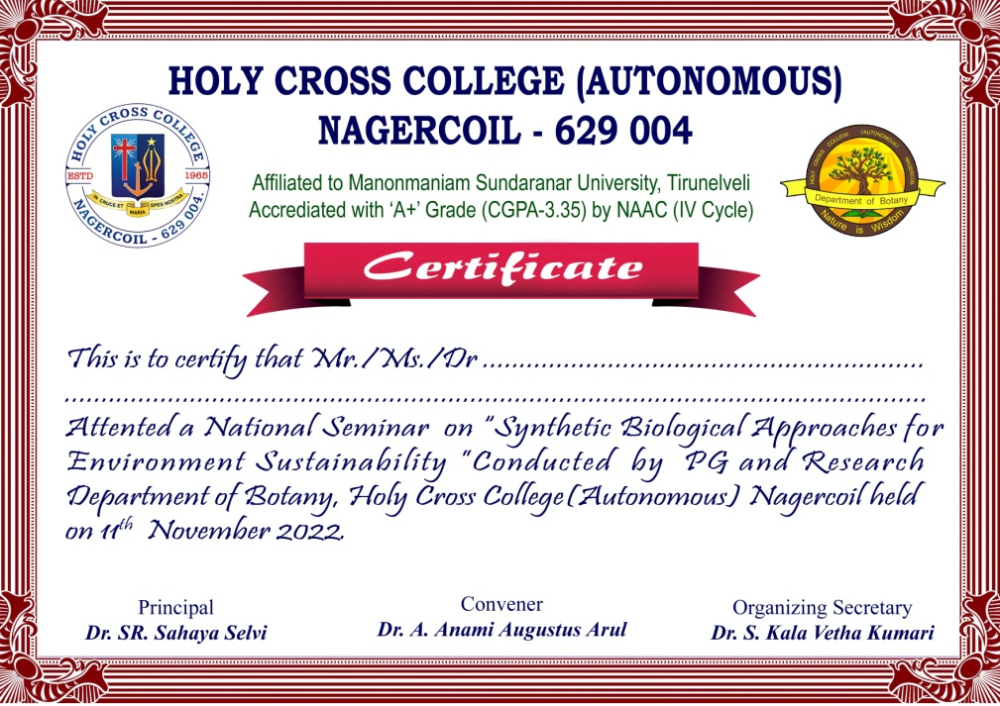 HOLY CROSS COLLEGE (AUTONOMOUS)
NAGERCOIL - 629 004
HOLY CROSS COLLEGE
ESTD 1965
IN CRUCE ET MARIA SPES NOSTRA
NAGERCOIL - 629 004.
Affiliated to Manonmaniam Sundaranar University, Tirunelveli
Accrediated with ‘A+’ Grade (CGPA-3.35) by NAAC (IV Cycle)
HOLY CROSS COLLEGE (AUTONOMOUS) NAGERCOIL
Department of Botany
Nature is Wisdom
Certificate
This is to certify that Mr./Ms./Dr ................................................................
................................................................................................................
Attented a National Seminar on "Synthetic Biological Approaches for
Environment Sustainability "Conducted by PG and Research
Department of Botany, Holy Cross College(Autonomous) Nagercoil held
on 11th November 2022.
Principal
Dr. SR. Sahaya Selvi
Convener
Dr. A. Anami Augustus Arul
Organizing Secretary
Dr. S. Kala Vetha Kumari